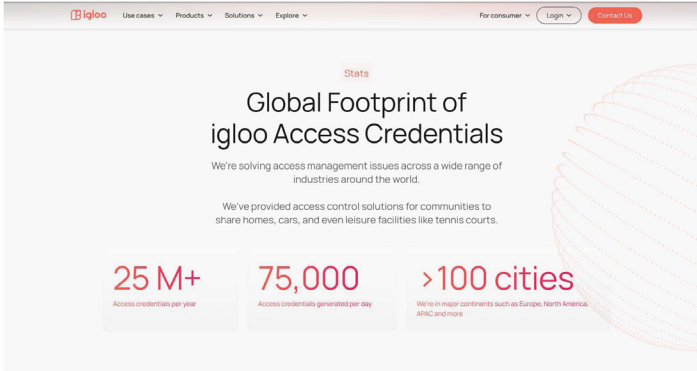 igloo Use cases Products Solutions Explore For consumer Login Contact Us
Stats
Global Footprint of
igloo Access Credentials
We're solving access management issues across a wide range of
industries around the world.
We've provided access control solutions for communities to
share homes, cars, and even leisure facilities like tennis courts.
25 M+ 75,000 >100 cities
Access credentials per year Access credentials generated per day We're in major continents such as Europe, North America,
APAC and more